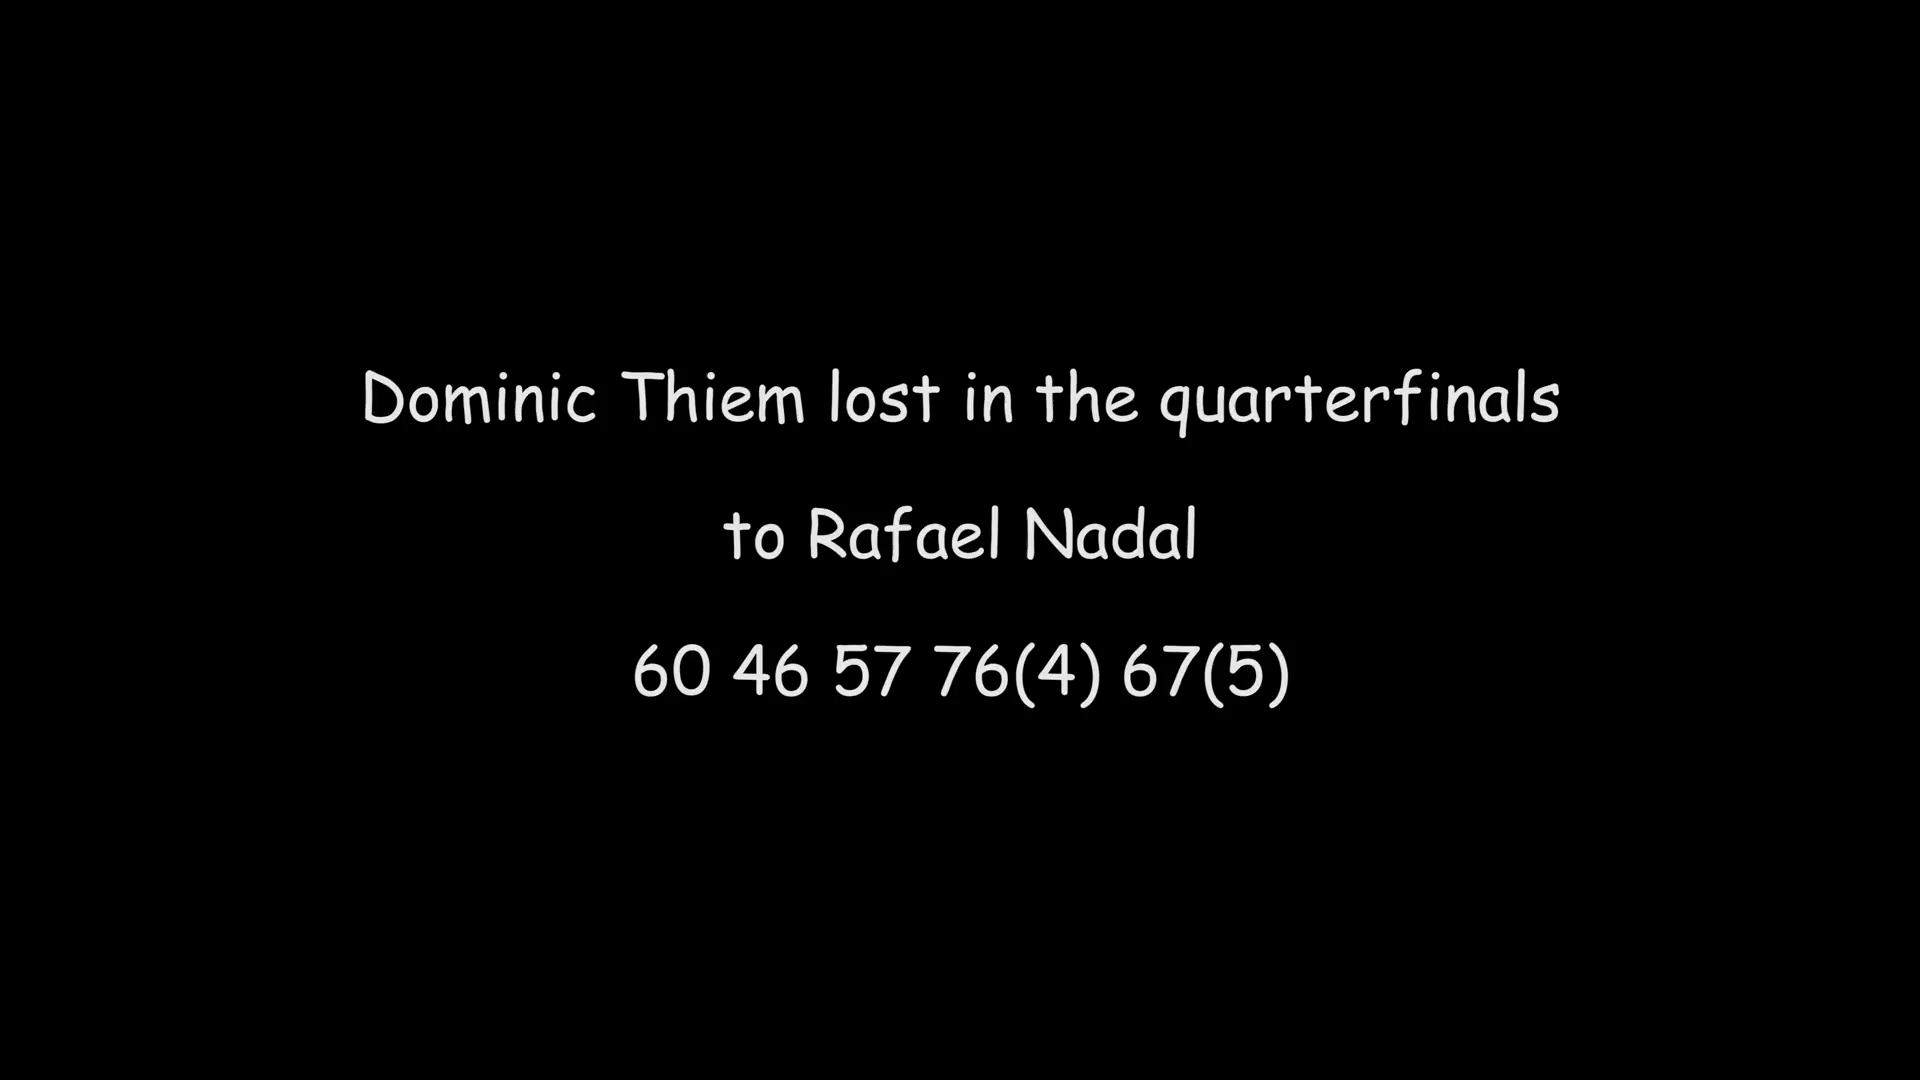 Dominic Thiem lost in the quarterfinals
to Rafael Nadal
60 46 57 76(4) 67(5)